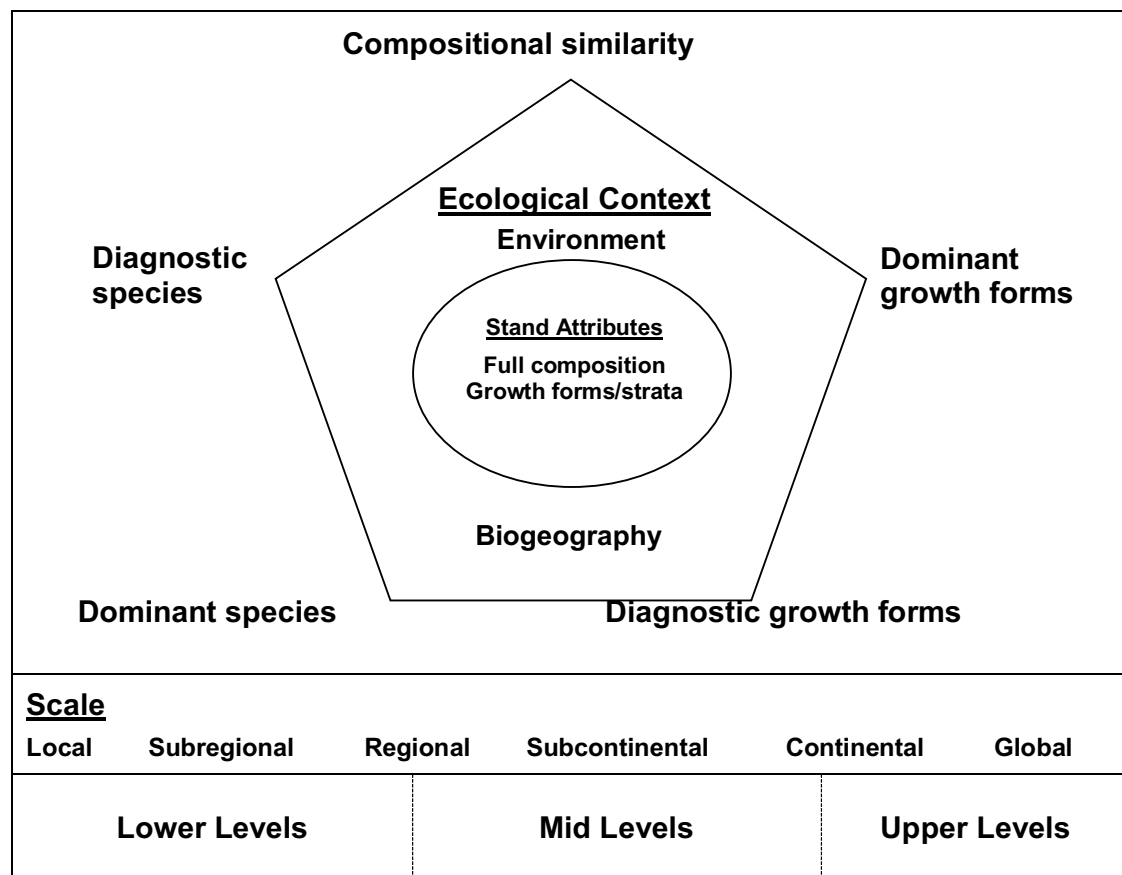 Compositional similarity
Ecological Context
Environment
Diagnostic
species
Dominant
growth forms
Stand Attributes
Full composition
Growth forms/strata
Biogeography
Dominant species
Diagnostic growth forms
Scale
Local Subregional Regional Subcontinental Continental Global
Lower Levels Mid Levels Upper Levels